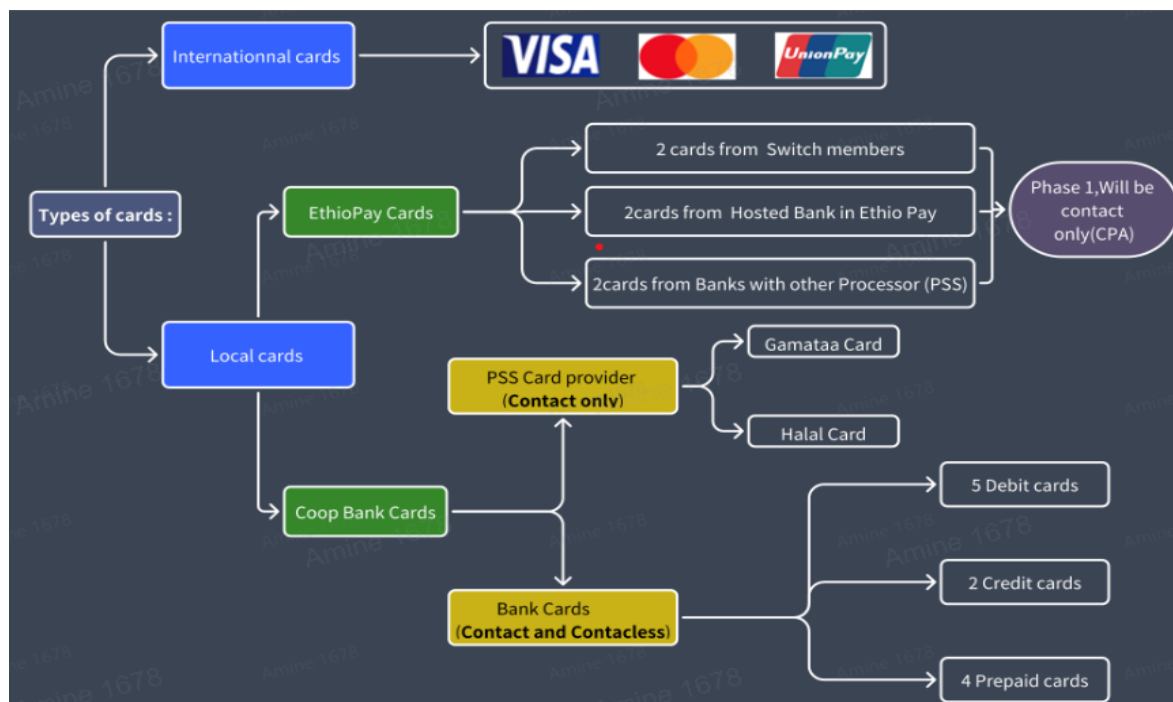 Internationnal cards
VISA
UnionPay
2 cards from Switch members
Phase 1,Will be
contact
only(CPA)
Types of cards :
EthioPay Cards
2cards from Hosted Bank in Ethio Pay
2cards from Banks with other Processor (PSS)
Local cards
PSS Card provider
(Contact only)
Gamataa Card
Halal Card
Coop Bank Cards
5 Debit cards
Bank Cards
(Contact and Contacless)
2 Credit cards
4 Prepaid cards
Amine 1678